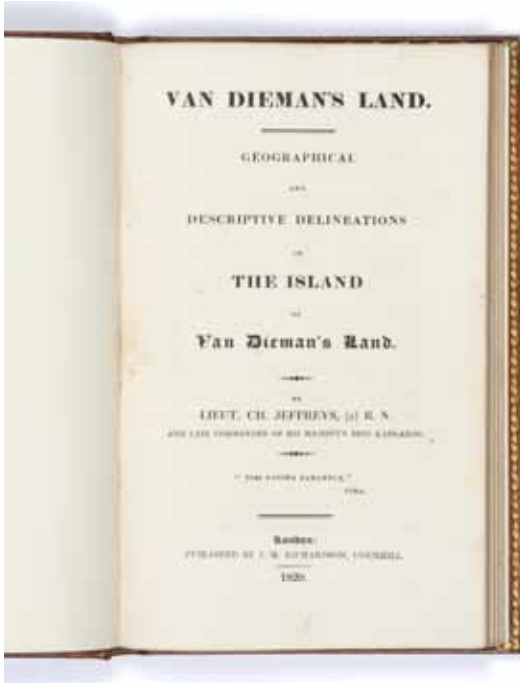 VAN DIEMAN'S LAND.
GEOGRAPHICAL
AND
DESCRIPTIVE DELINEATIONS
OF
THE ISLAND
OF
Van Dieman's Land.
BY
LIEUT. CH. JEFFREYS, (a) R. N.
AND LATE COMMANDER OF HIS MAJESTY'S BRIG KANGAROO.
London:
PUBLISHED BY J. M. RICHARDSON, CORNHILL.
1820.